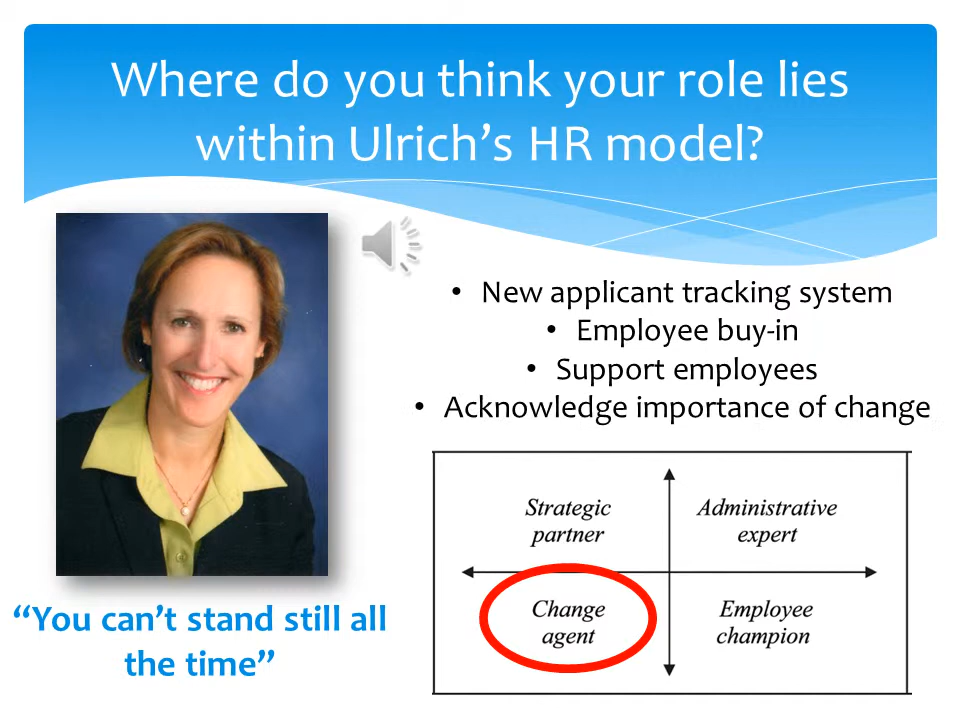 Where do you think your role lies
within Ulrich’s HR model?
• New applicant tracking system
• Employee buy-in
• Support employees
• Acknowledge importance of change
Strategic
partner
Administrative
expert
Change
agent
Employee
champion
“You can’t stand still all
the time”